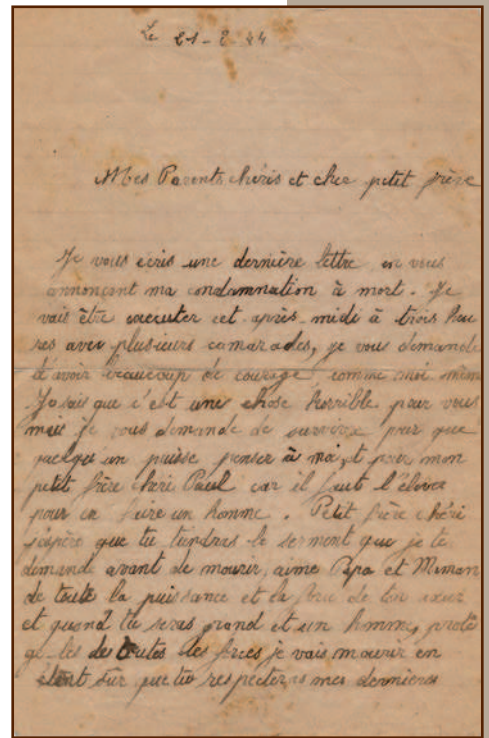 Le 21-2-44
Mes Parents chéris et cher petit frère
Je vous écris une dernière lettre en vous
annonçant ma condamnation à mort. Je
vais être executer cet après-midi à trois heu
res avec plusieurs camarades, je vous demande
d'avoir beaucoup de courage comme moi même
Je sais que c'est une chose horrible pour vous
mais je vous demande de survivre pour que
quelqu'un puisse penser à moi, et pour mon
petit frère chéri Paul car il faut l'élever
pour en faire un homme. Petit frère chéri
j'espère que tu tiendras le serment que je te
demande avant de mourir, aime Papa et Maman
de toute la puissance et la force de ton cœur
et quand tu seras grand et un homme, protè
ge-les de toutes les forces je vais mourir en
étant sûr que tu respecteras mes dernières